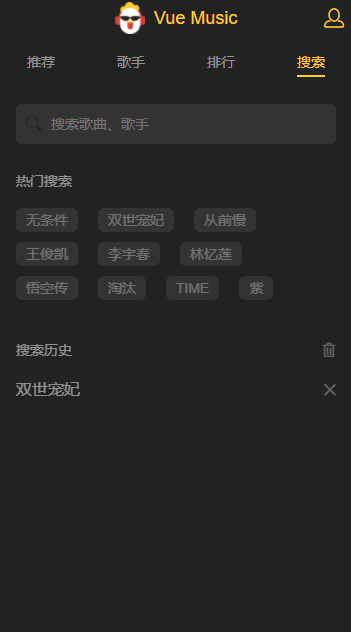 Vue Music
推荐 歌手 排行 搜索
搜索歌曲、歌手
热门搜索
无条件 双世宠妃 从前慢
王俊凯 李宇春 林忆莲
悟空传 淘汰 TIME 紫
搜索历史
双世宠妃